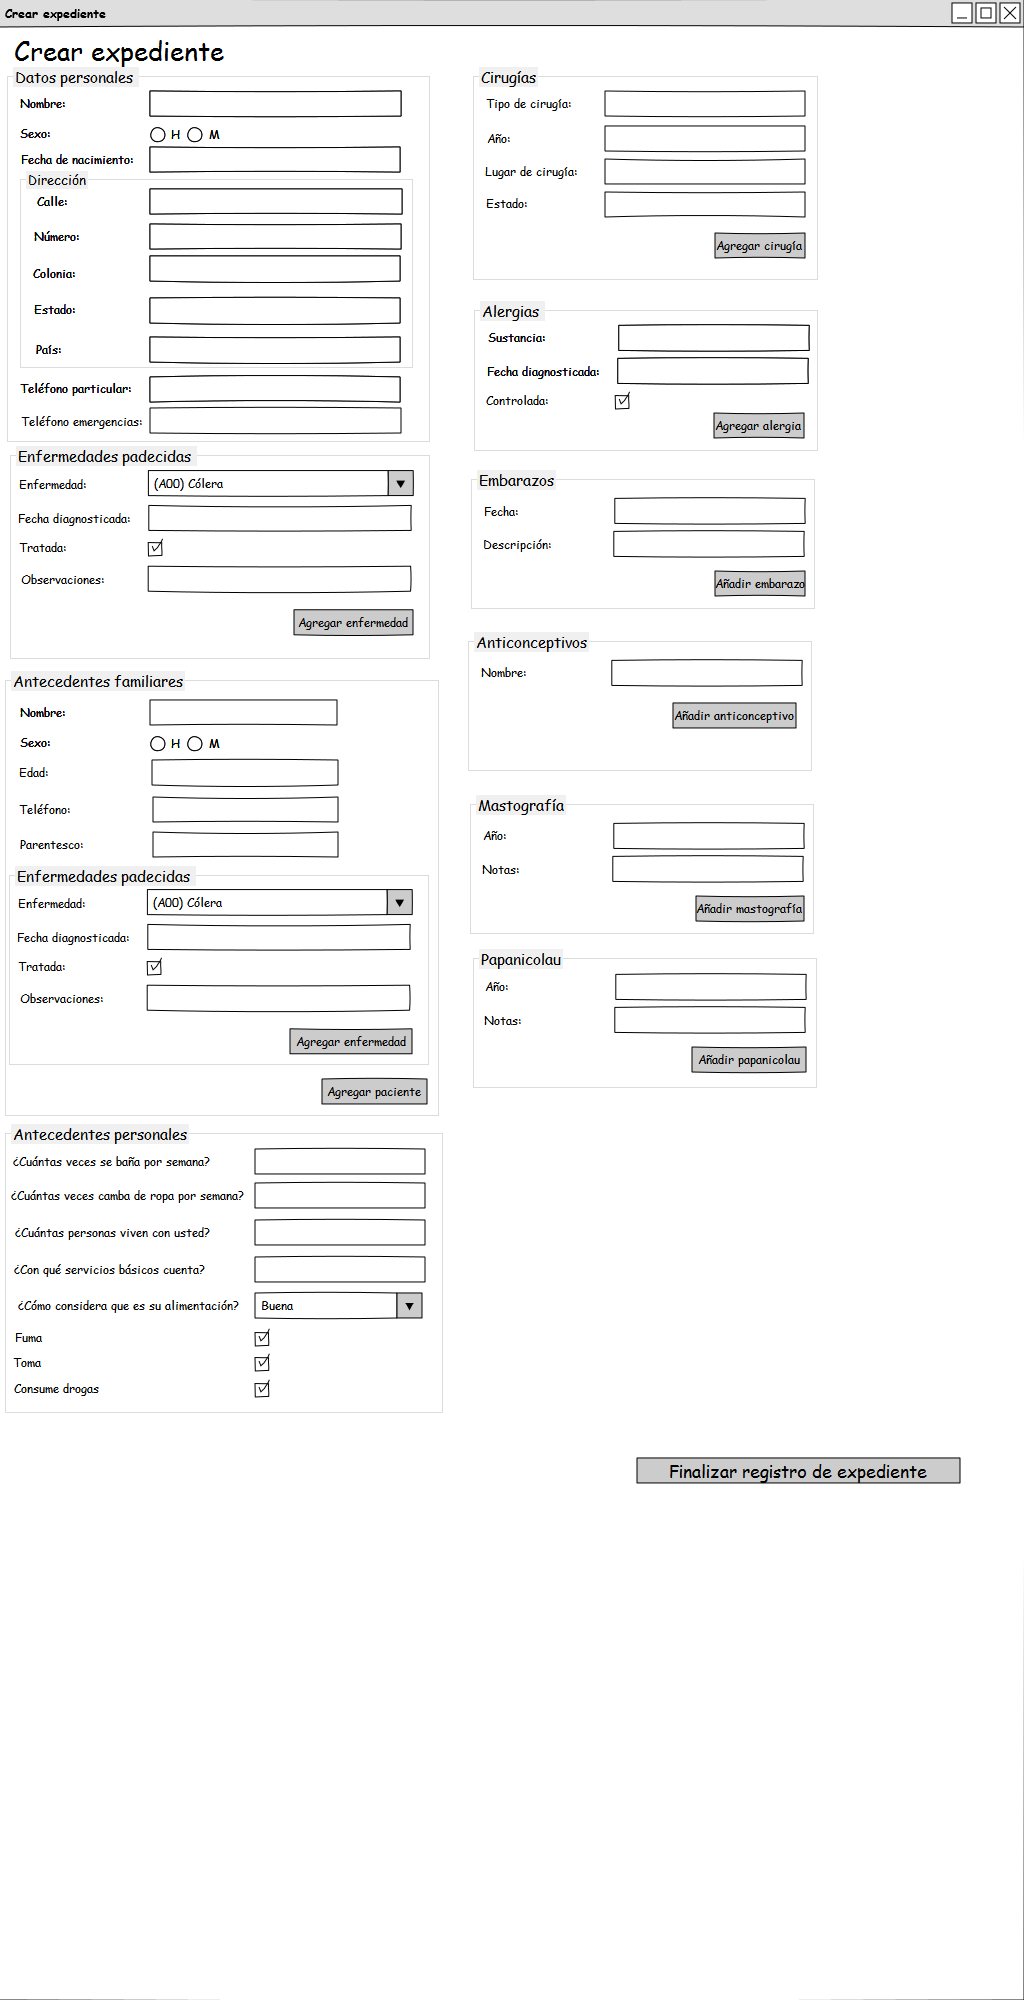 Crear expediente
Crear expediente
Datos personales
Nombre:
Sexo:
H
M
Fecha de nacimiento:
Dirección
Calle:
Número:
Colonia:
Estado:
País:
Teléfono particular:
Teléfono emergencias:
Enfermedades padecidas
Enfermedad:
(A00) Cólera
Fecha diagnosticada:
Tratada:
Observaciones:
Agregar enfermedad
Antecedentes familiares
Nombre:
Sexo:
H
M
Edad:
Teléfono:
Parentesco:
Enfermedades padecidas
Enfermedad:
(A00) Cólera
Fecha diagnosticada:
Tratada:
Observaciones:
Agregar enfermedad
Agregar paciente
Antecedentes personales
¿Cuántas veces se baña por semana?
¿Cuántas veces camba de ropa por semana?
¿Cuántas personas viven con usted?
¿Con qué servicios básicos cuenta?
¿Cómo considera que es su alimentación?
Buena
Fuma
Toma
Consume drogas
Cirugías
Tipo de cirugía:
Año:
Lugar de cirugía:
Estado:
Agregar cirugía
Alergias
Sustancia:
Fecha diagnosticada:
Controlada:
Agregar alergia
Embarazos
Fecha:
Descripción:
Añadir embarazo
Anticonceptivos
Nombre:
Añadir anticonceptivo
Mastografía
Año:
Notas:
Añadir mastografía
Papanicolau
Año:
Notas:
Añadir papanicolau
Finalizar registro de expediente